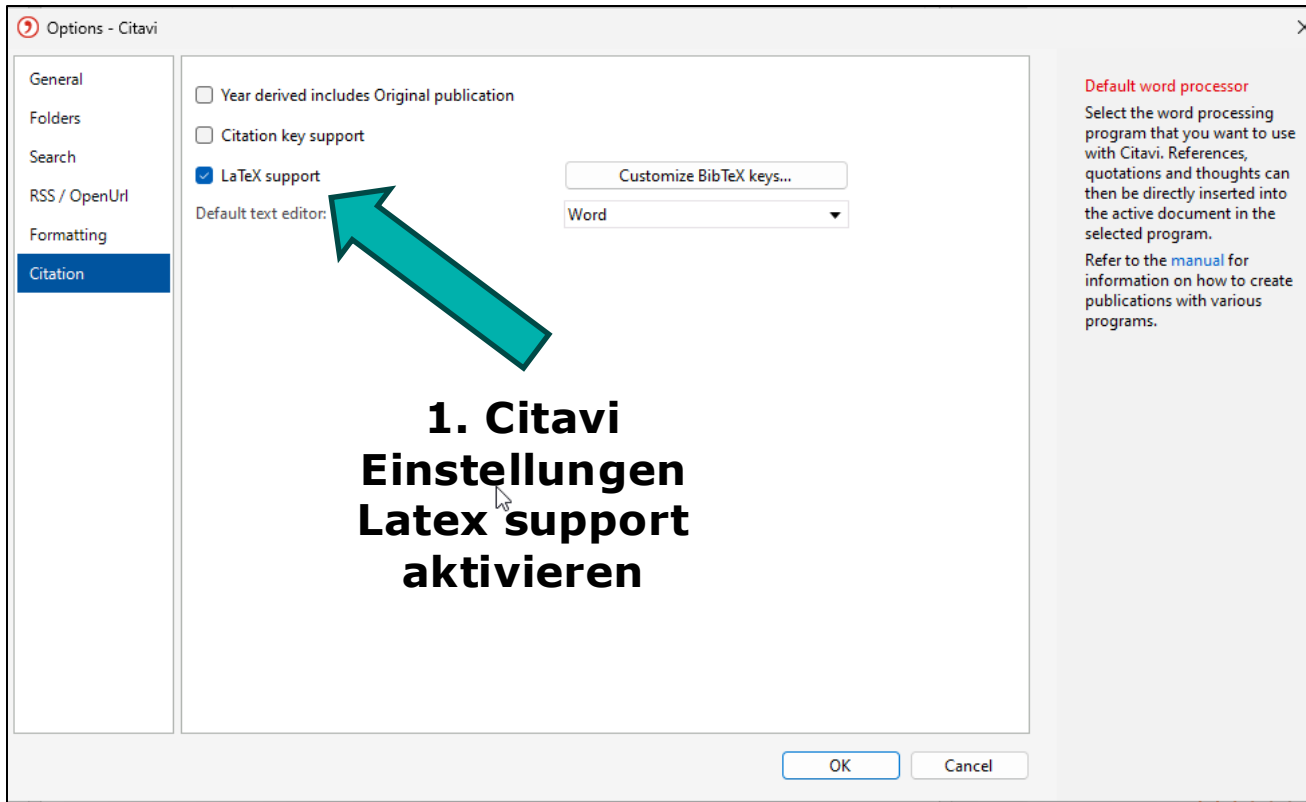 Options - Citavi
General
Folders
Search
RSS / OpenUrl
Formatting
Citation
Year derived includes Original publication
Citation key support
LaTeX support
Customize BibTeX keys...
Default text editor:
Word
1. Citavi
Einstellungen
Latex support
aktivieren
Default word processor
Select the word processing
program that you want to use
with Citavi. References,
quotations and thoughts can
then be directly inserted into
the active document in the
selected program.
Refer to the manual for
information on how to create
publications with various
programs.
OK
Cancel